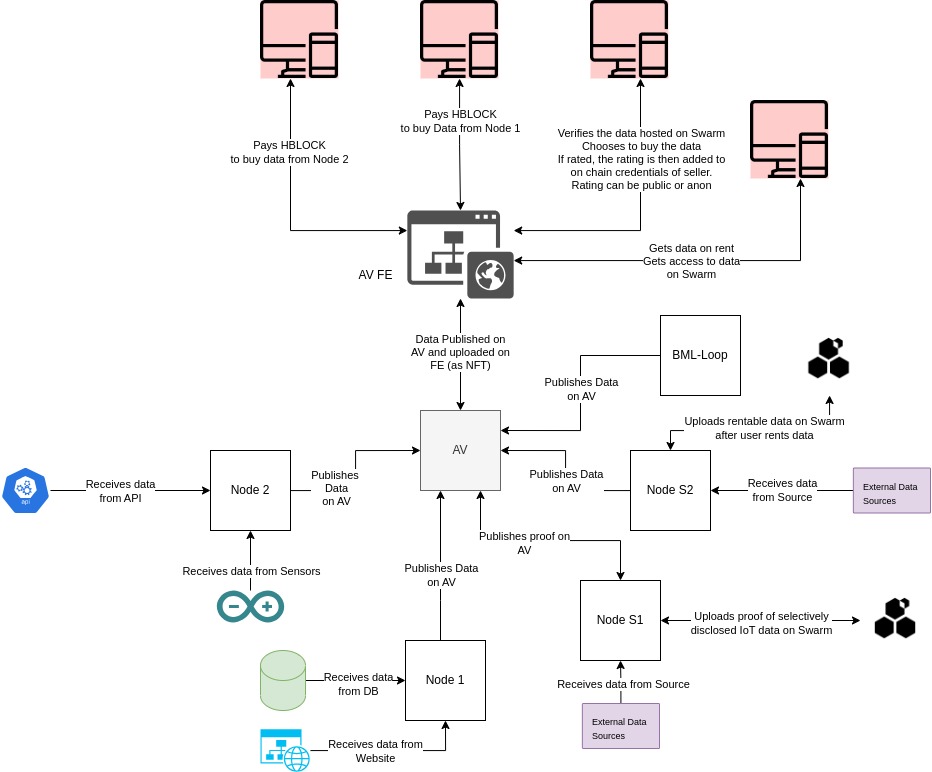 Pays HBLOCK
to buy data from Node 2
Pays HBLOCK
to buy Data from Node 1
Verifies the data hosted on Swarm
Chooses to buy the data
If rated, the rating is then added to
on chain credentials of seller.
Rating can be public or anon
Gets data on rent
Gets access to data
on Swarm
AV FE
Data Published on
AV and uploaded on
FE (as NFT)
BML-Loop
Publishes Data
on AV
Uploads rentable data on Swarm
after user rents data
AV
Publishes
Data
on AV
Publishes Data
on AV
Node 2
Node S2
Receives data
from API
api
Receives data
from Source
External Data
Sources
Publishes proof on
AV
Receives data from Sensors
Publishes Data
on AV
Node S1
Uploads proof of selectively
disclosed IoT data on Swarm
Receives data
from DB
Node 1
Receives data from Source
External Data
Sources
Receives data from
Website